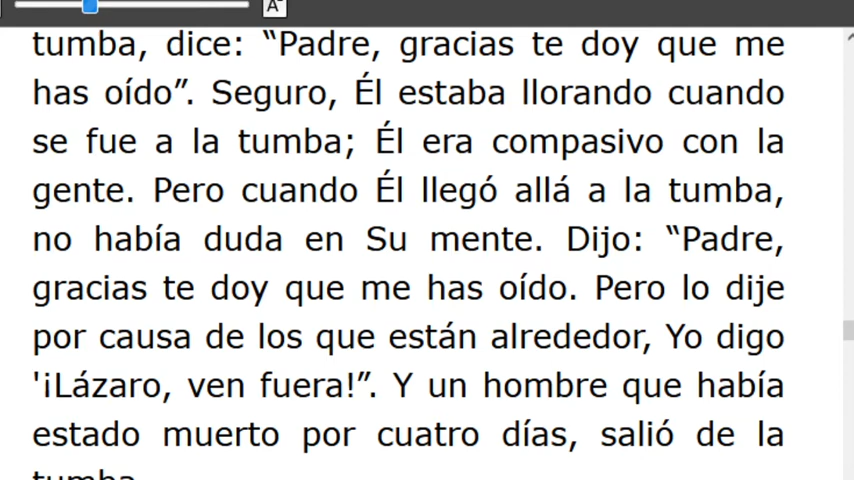 A
tumba, dice: “Padre, gracias te doy que me
has oído”. Seguro, Él estaba llorando cuando
se fue a la tumba; Él era compasivo con la
gente. Pero cuando Él llegó allá a la tumba,
no había duda en Su mente. Dijo: “Padre,
gracias te doy que me has oído. Pero lo dije
por causa de los que están alrededor, Yo digo
'¡Lázaro, ven fuera!”. Y un hombre que había
estado muerto por cuatro días, salió de la
tumba